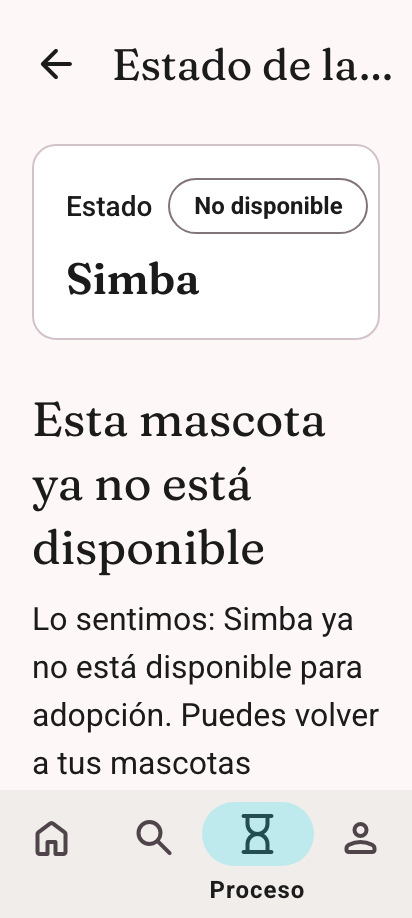 Estado de la...
Estado
No disponible
Simba
Esta mascota
ya no está
disponible
Lo sentimos: Simba ya
no está disponible para
adopción. Puedes volver
a tus mascotas
Proceso